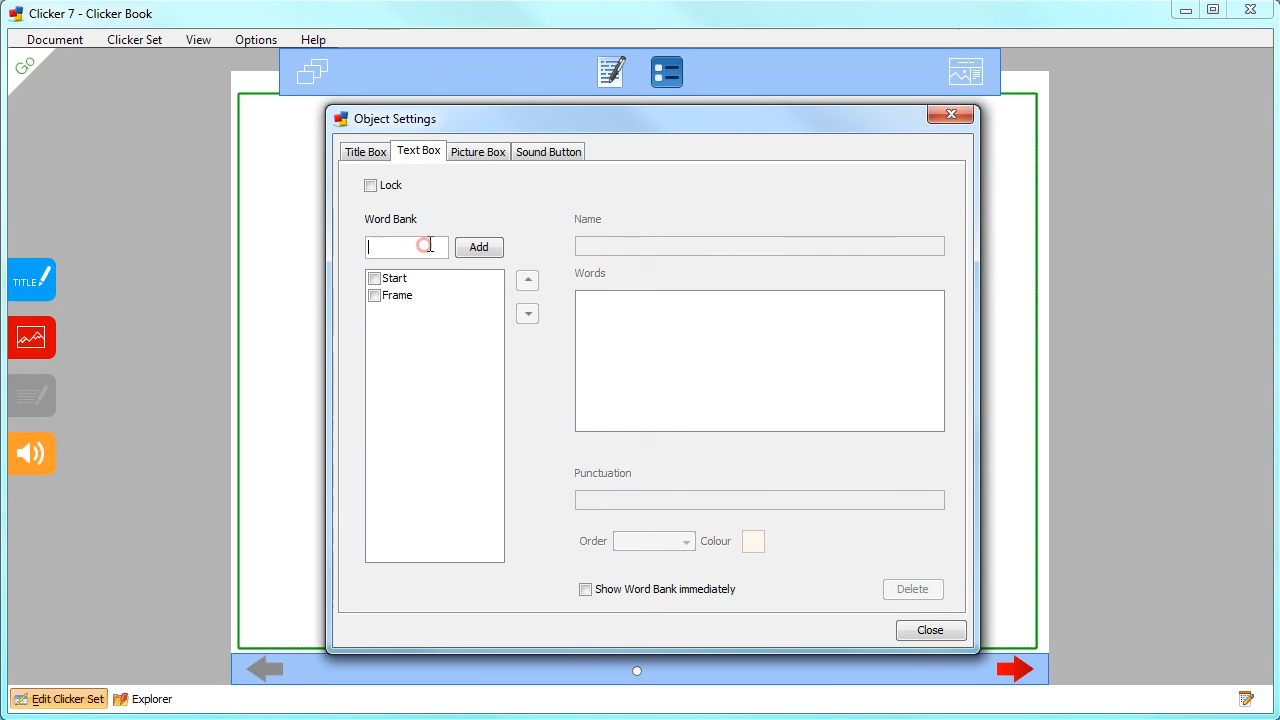 Clicker 7 - Clicker Book
Document Clicker Set View Options Help
Go
Object Settings
Title Box Text Box Picture Box Sound Button
Lock
Word Bank Name
Add
Words
Start
Frame
TITLE
Punctuation
Order Colour
Show Word Bank immediately Delete
Close
Edit Clicker Set Explorer